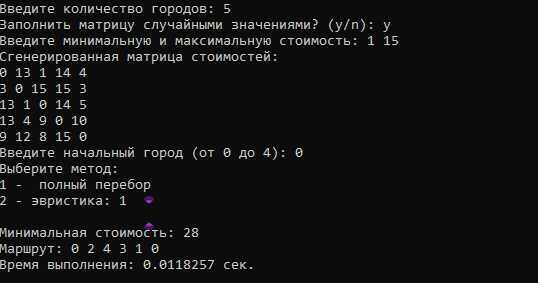 Введите количество городов: 5
Заполнить матрицу случайными значениями? (y/n): y
Введите минимальную и максимальную стоимость: 1 15
Сгенерированная матрица стоимостей:
0 13 1 14 4
3 0 15 15 3
13 1 0 14 5
13 4 9 0 10
9 12 8 15 0
Введите начальный город (от 0 до 4): 0
Выберите метод:
1 -  полный перебор
2 - эвристика: 1
Минимальная стоимость: 28
Маршрут: 0 2 4 3 1 0
Время выполнения: 0.0118257 сек.